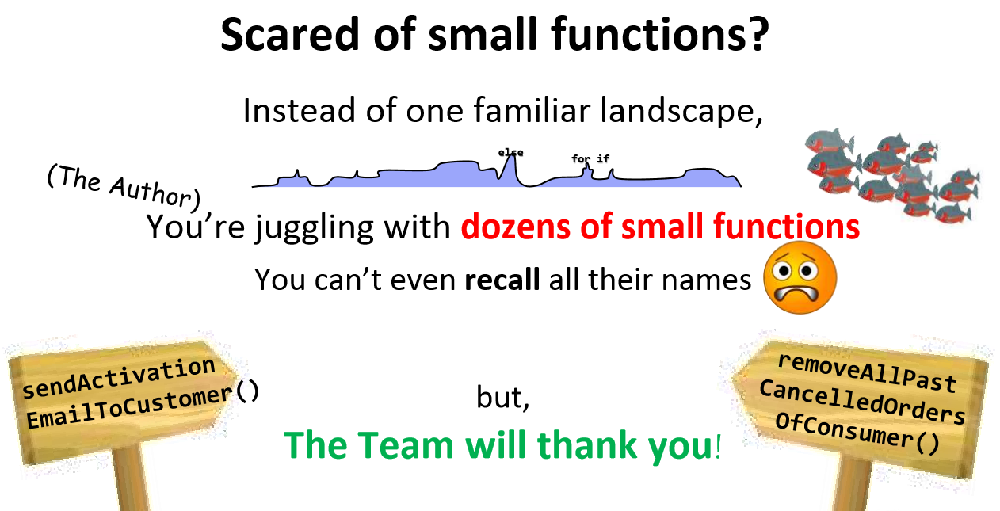 Scared of small functions?
Instead of one familiar landscape,
else
for if
(The Author)
You’re juggling with dozens of small functions
You can’t even recall all their names
sendActivation
EmailToCustomer()
but,
The Team will thank you!
removeAllPast
CancelledOrders
OfConsumer()